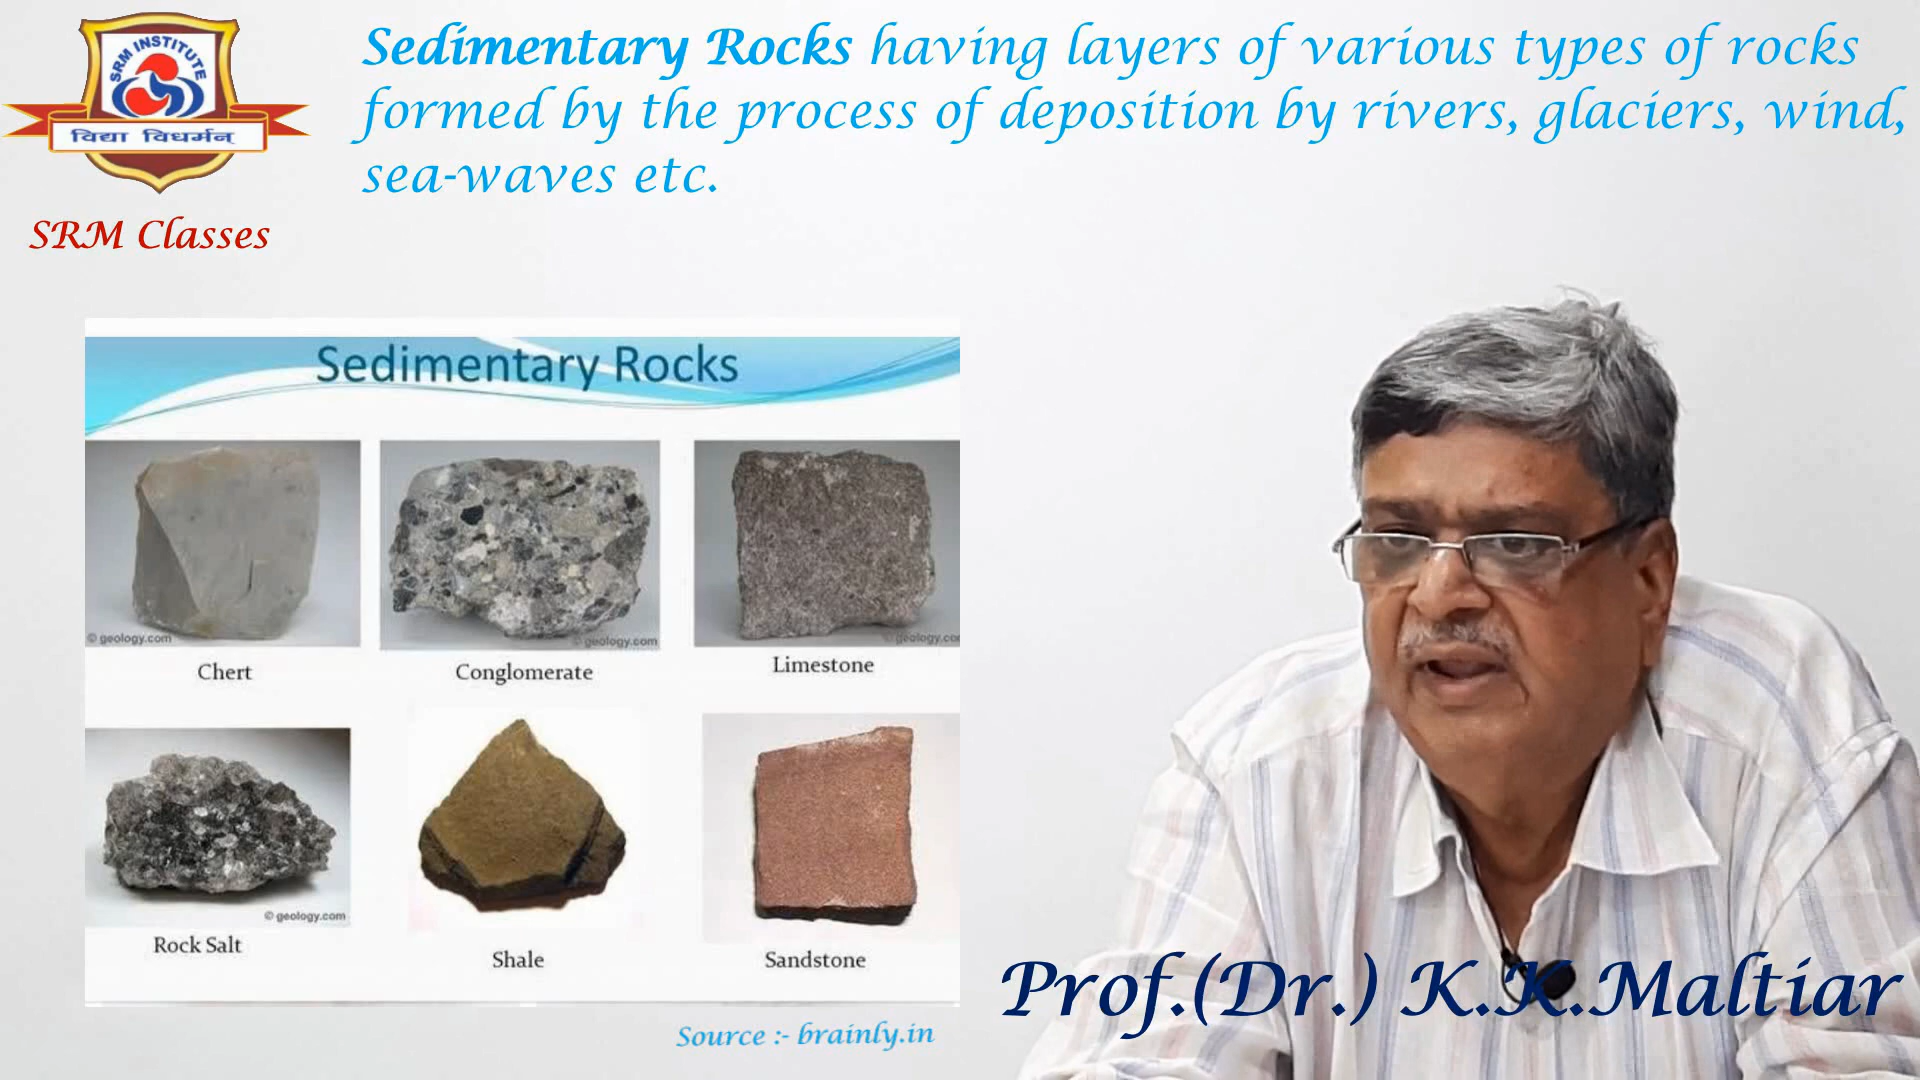 SRM INSTITUTE
विद्या विधर्मन्
SRM Classes
Sedimentary Rocks having layers of various types of rocks
formed by the process of deposition by rivers, glaciers, wind,
sea-waves etc.
Sedimentary Rocks
© geology.com
© geology.com
© geology.co
Chert
Conglomerate
Limestone
© geology.com
Rock Salt
Shale
Sandstone
Source :- brainly.in
Prof.(Dr.) K.K.Maltiar